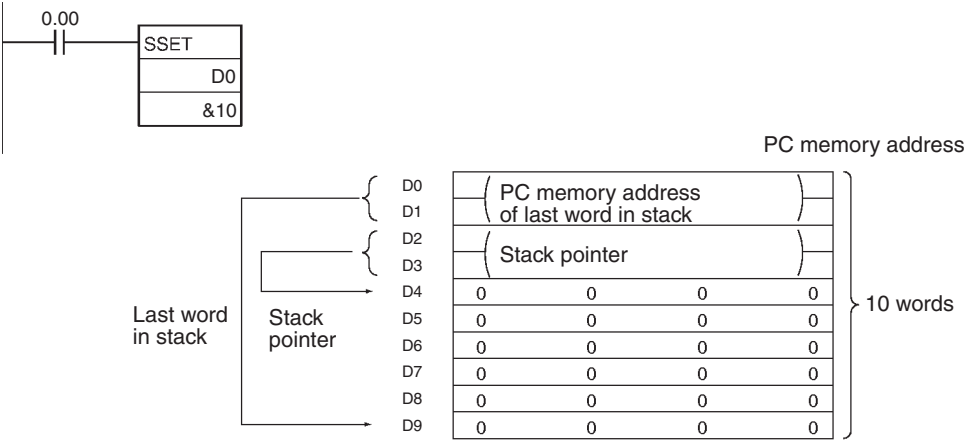 0.00
SSET
D0
&10
PC memory address
D0
D1
PC memory address
of last word in stack
D2
D3
Stack pointer
D4 0 0 0 0
D5 0 0 0 0
D6 0 0 0 0
D7 0 0 0 0
D8 0 0 0 0
D9 0 0 0 0
Last word
in stack
Stack
pointer
10 words